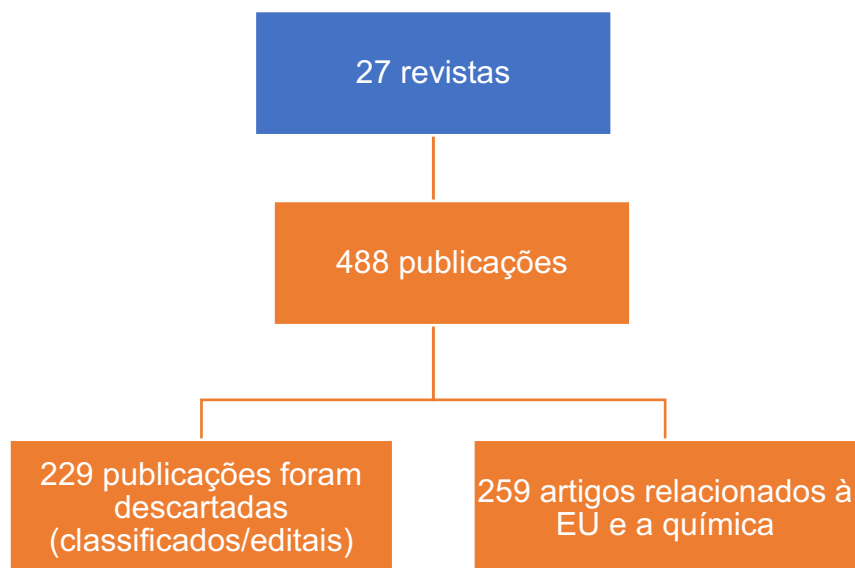 27 revistas
488 publicações
229 publicações foram
descartadas
(classificados/editais)
259 artigos relacionados à
EU e a química